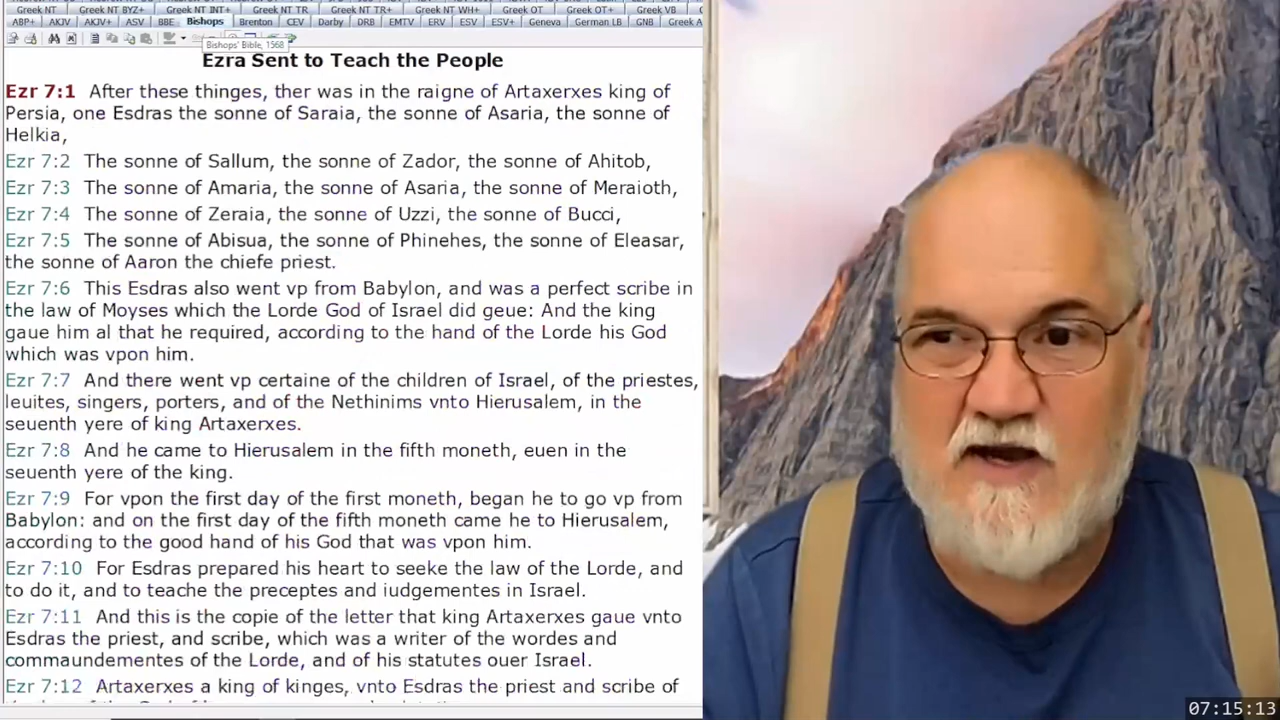 Greek NT
Greek NT BYZ+
Greek NT INT+
Greek NT TR
Greek NT TR+
Greek NT WH+
Greek OT
Greek OT+
Greek VB
ABP+
AKJV
AKJV+
ASV
BBE
Bishops
Brenton
CEV
Darby
DRB
EMTV
ERV
ESV
ESV+
Geneva
German LB
GNB
Greek A
Bishops' Bible, 1568
Ezra Sent to Teach the People
Ezr 7:1 After these thinges, ther was in the raigne of Artaxerxes king of
Persia, one Esdras the sonne of Saraia, the sonne of Asaria, the sonne of
Helkia,
Ezr 7:2 The sonne of Sallum, the sonne of Zador, the sonne of Ahitob,
Ezr 7:3 The sonne of Amaria, the sonne of Asaria, the sonne of Meraioth,
Ezr 7:4 The sonne of Zeraia, the sonne of Uzzi, the sonne of Bucci,
Ezr 7:5 The sonne of Abisua, the sonne of Phinehes, the sonne of Eleasar,
the sonne of Aaron the chiefe priest.
Ezr 7:6 This Esdras also went vp from Babylon, and was a perfect scribe in
the law of Moyses which the Lorde God of Israel did geue: And the king
gaue him al that he required, according to the hand of the Lorde his God
which was vpon him.
Ezr 7:7 And there went vp certaine of the children of Israel, of the priestes,
leuites, singers, porters, and of the Nethinims vnto Hierusalem, in the
seuenth yere of king Artaxerxes.
Ezr 7:8 And he came to Hierusalem in the fifth moneth, euen in the
seuenth yere of the king.
Ezr 7:9 For vpon the first day of the first moneth, began he to go vp from
Babylon: and on the first day of the fifth moneth came he to Hierusalem,
according to the good hand of his God that was vpon him.
Ezr 7:10 For Esdras prepared his heart to seeke the law of the Lorde, and
to do it, and to teache the preceptes and iudgementes in Israel.
Ezr 7:11 And this is the copie of the letter that king Artaxerxes gaue vnto
Esdras the priest, and scribe, which was a writer of the wordes and
commaundementes of the Lorde, and of his statutes ouer Israel.
Ezr 7:12 Artaxerxes a king of kinges, vnto Esdras the priest and scribe of
07:15:13